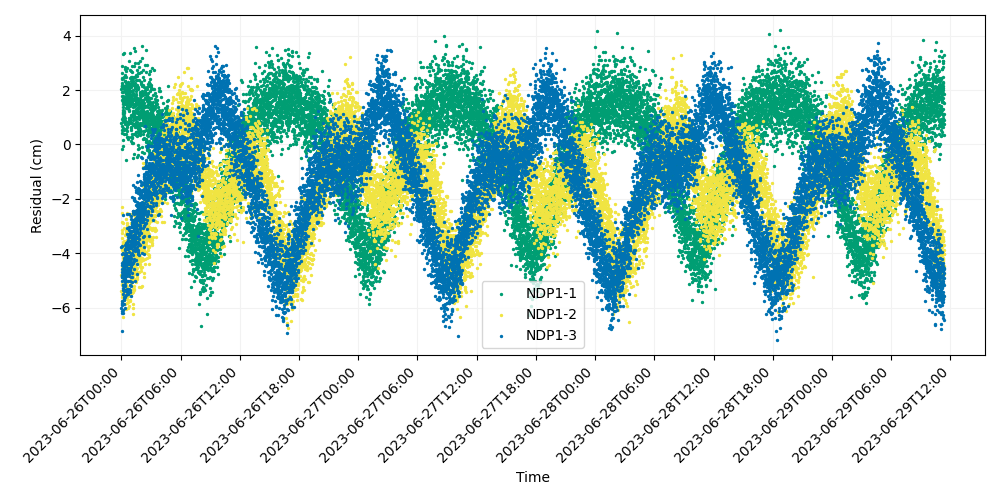 4
2
0
−2
−4
−6
Residual (cm)
NDP1-1
NDP1-2
NDP1-3
2023-06-26T00:00
2023-06-26T06:00
2023-06-26T12:00
2023-06-26T18:00
2023-06-27T00:00
2023-06-27T06:00
2023-06-27T12:00
2023-06-27T18:00
2023-06-28T00:00
2023-06-28T06:00
2023-06-28T12:00
2023-06-28T18:00
2023-06-29T00:00
2023-06-29T06:00
2023-06-29T12:00
Time